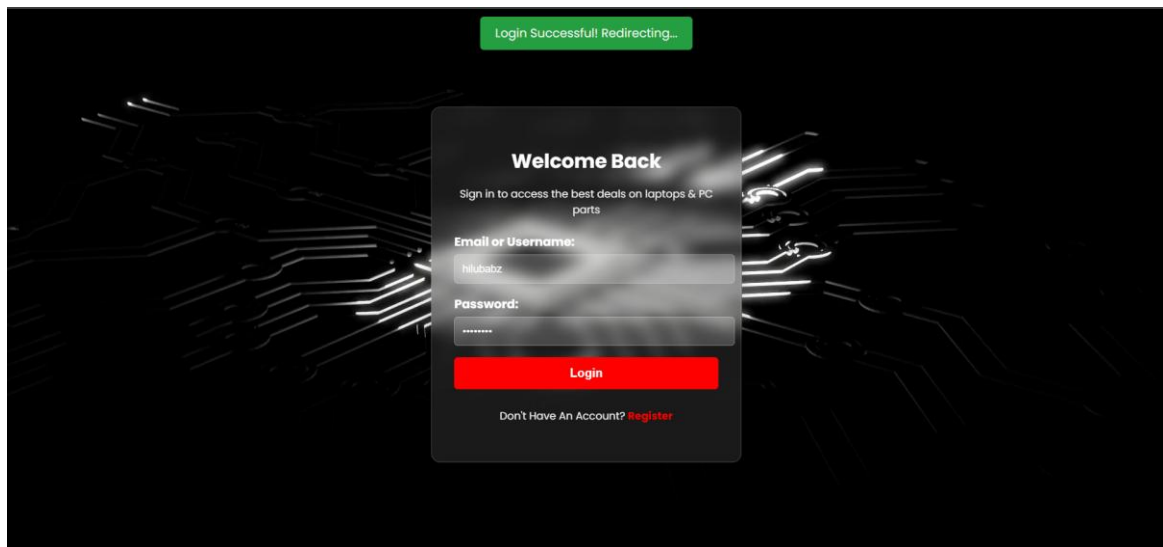 Login Successful! Redirecting...
Welcome Back
Sign in to access the best deals on laptops & PC
parts
Email or Username:
hilubabz
Password:
••••••••
Login
Don't Have An Account? Register